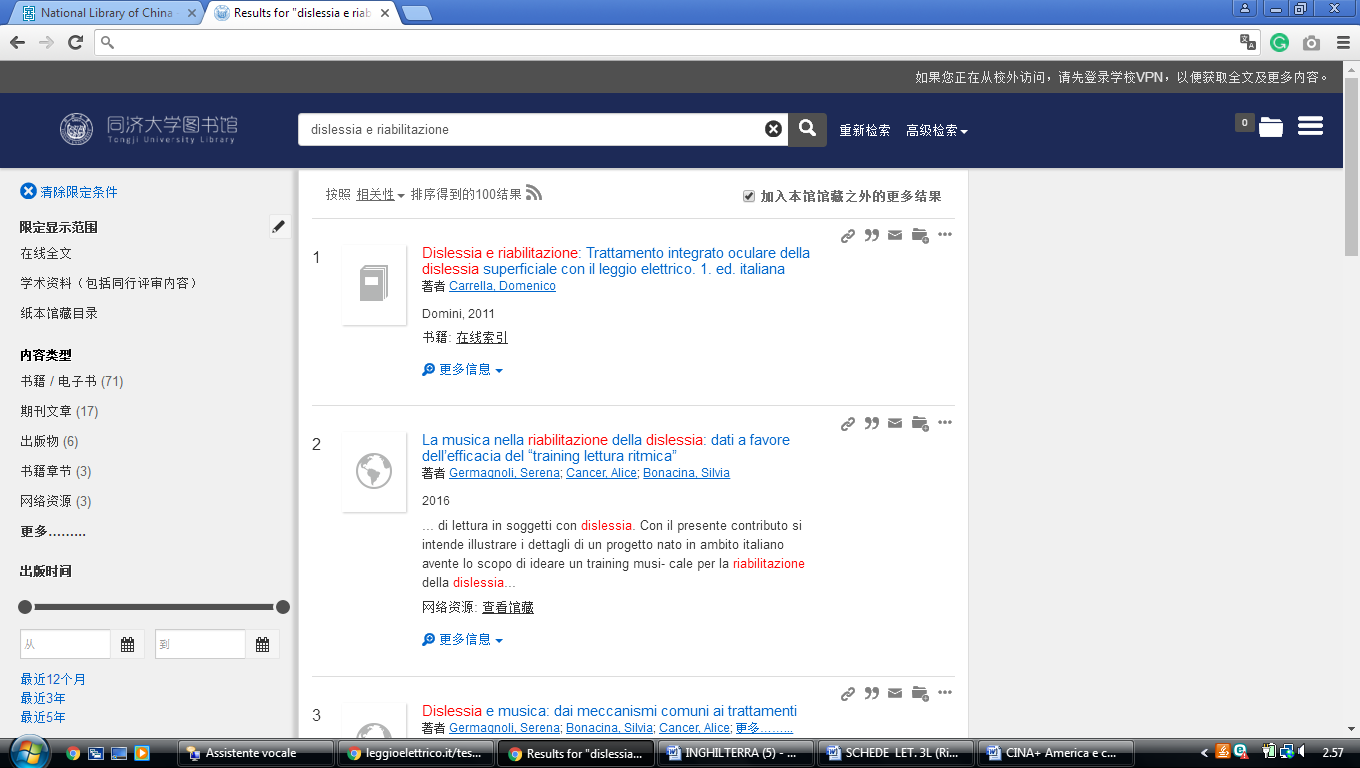 National Library of China
Results for "dislessia e riab
如果您正在从校外访问，请先登录学校VPN，以便获取全文及更多内容。
同济大学图书馆
Tongji University Library
dislessia e riabilitazione
重新检索
高级检索
0
清除限定条件
限定显示范围
在线全文
学术资料（包括同行评审内容）
纸本馆藏目录
内容类型
书籍 / 电子书 (71)
期刊文章 (17)
出版物 (6)
书籍章节 (3)
网络资源 (3)
更多………
出版时间
从
到
最近12个月
最近3年
最近5年
按照 相关性 排序得到的100结果
加入本馆馆藏之外的更多结果
1
Dislessia e riabilitazione: Trattamento integrato oculare della
dislessia superficiale con il leggio elettrico. 1. ed. italiana
著者 Carrella, Domenico
Domini, 2011
书籍: 在线索引
更多信息
2
La musica nella riabilitazione della dislessia: dati a favore
dell’efficacia del “training lettura ritmica”
著者 Germagnoli, Serena; Cancer, Alice; Bonacina, Silvia
2016
… di lettura in soggetti con dislessia. Con il presente contributo si
intende illustrare i dettagli di un progetto nato in ambito italiano
avente lo scopo di ideare un training musi- cale per la riabilitazione
della dislessia…
网络资源: 查看馆藏
更多信息
3
Dislessia e musica: dai meccanismi comuni ai trattamenti
著者 Germagnoli, Serena; Bonacina, Silvia; Cancer, Alice; 更多………
Assistente vocale
leggioelettrico.it/tes...
Results for "dislessia...
INGHILTERRA (5) - ...
SCHEDE LET. 3L (Ri...
CINA+ America e c...
2.57